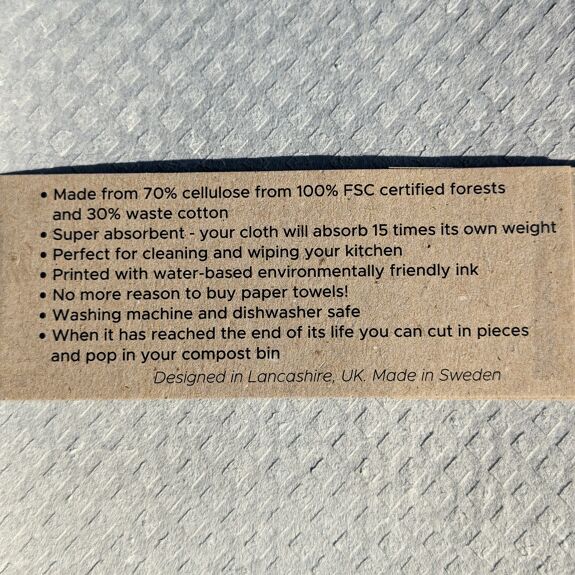 • Made from 70% cellulose from 100% FSC certified forests
and 30% waste cotton
• Super absorbent - your cloth will absorb 15 times its own weight
• Perfect for cleaning and wiping your kitchen
• Printed with water-based environmentally friendly ink
• No more reason to buy paper towels!
• Washing machine and dishwasher safe
• When it has reached the end of its life you can cut in pieces
and pop in your compost bin
Designed in Lancashire, UK. Made in Sweden